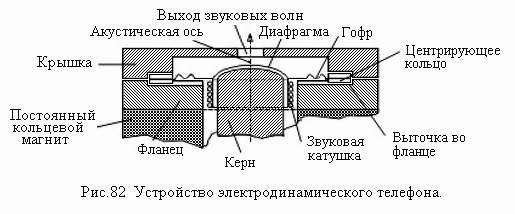 Выход звуковых волн
Акустическая ось
Диафрагма
Гофр
Крышка
Центрирующее
кольцо
Постоянный
кольцевой
магнит
Фланец
Керн
Звуковая
катушка
Выточка во
фланце
Рис.82 Устройство электродинамического телефона.